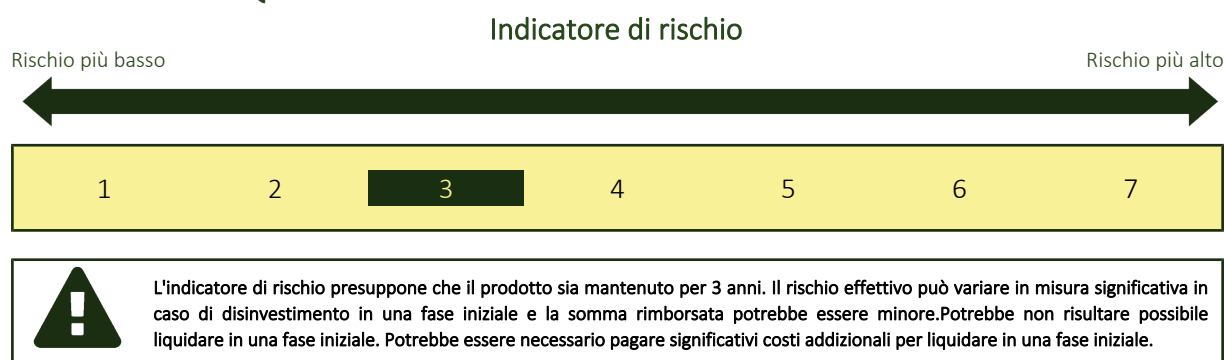 Indicatore di rischio
Rischio più basso Rischio più alto
1 2 3 4 5 6 7
L'indicatore di rischio presuppone che il prodotto sia mantenuto per 3 anni. Il rischio effettivo può variare in misura significativa in
caso di disinvestimento in una fase iniziale e la somma rimborsata potrebbe essere minore.Potrebbe non risultare possibile
liquidare in una fase iniziale. Potrebbe essere necessario pagare significativi costi addizionali per liquidare in una fase iniziale.